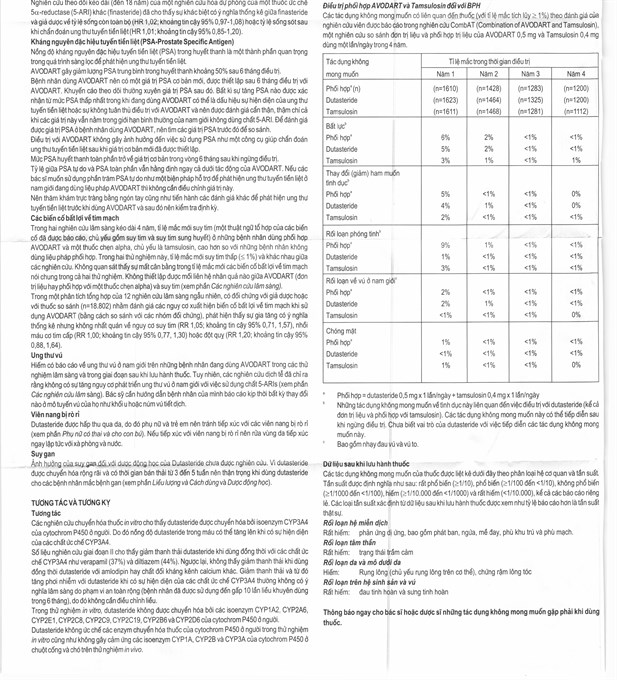 Nghiên cứu theo dõi kéo dài (đến 18 năm) của một nghiên cứu hóa dự phòng của một thuốc ức chế
5α-reductase (5-ARI) khác (finasteride) đã cho thấy sự khác biệt có ý nghĩa thống kê giữa finasteride
và giả dược về tỷ lệ sống còn toàn bộ (HR 1,02; khoảng tin cậy 95% 0,97-1,08) hoặc tỷ lệ sống sót sau
khi chẩn đoán ung thư tuyến tiền liệt (HR 1,01; khoảng tin cậy 95%, 0,85-1,20).
Kháng nguyên đặc hiệu tuyến tiền liệt (PSA-Prostate Specific Antigen)
Nồng độ kháng nguyên đặc hiệu tuyến tiền liệt (PSA) trong huyết thanh là một thành phần quan trọng
trong quá trình sàng lọc để phát hiện ung thư tuyến tiền liệt.
AVODART gây giảm lượng PSA trung bình trong huyết thanh khoảng 50% sau 6 tháng điều trị.
Bệnh nhân dùng AVODART nên có một giá trị PSA cơ bản mới, được thiết lập sau 6 tháng điều trị với
AVODART. Khuyến cáo theo dõi thường xuyên giá trị PSA sau đó. Bất kì sự tăng PSA nào được xác
nhận từ mức PSA thấp nhất trong khi đang dùng AVODART có thể là dấu hiệu sự hiện diện của ung thư
tuyến tiền liệt hoặc sự không tuân thủ điều trị với AVODART và nên được đánh giá cẩn thận, thậm chí cả
khi các giá trị này vẫn nằm trong giới hạn bình thường của nam giới không dùng chất 5-ARI. Để đánh giá
được giá trị PSA ở bệnh nhân dùng AVODART, nên tìm các giá trị PSA trước đó để so sánh.
Điều trị với AVODART không gây ảnh hưởng đến việc sử dụng PSA như một công cụ giúp chẩn đoán
ung thư tuyến tiền liệt sau khi giá trị cơ bản mới đã được thiết lập.
Mức PSA huyết thanh toàn phần trở về giá trị cơ bản trong vòng 6 tháng sau khi ngừng điều trị.
Tỷ lệ giữa PSA tự do và PSA toàn phần vẫn hằng định ngay cả dưới tác động của AVODART. Nếu các
bác sĩ muốn sử dụng phần trăm PSA tự do như một biện pháp hỗ trợ để phát hiện ung thư tuyến tiền liệt ở
nam giới đang dùng liệu pháp AVODART thì không cần điều chỉnh giá trị này.
Nên thăm khám trực tràng bằng ngón tay cũng như tiến hành các đánh giá khác để phát hiện ung thư
tuyến tiền liệt trước khi dùng AVODART và sau đó nên kiểm tra định kỳ.
Các biến cố bất lợi về tim mạch
Trong hai nghiên cứu lâm sàng kéo dài 4 năm, tỉ lệ mắc mới suy tim (một thuật ngữ tổ hợp của các biến
cố đã được báo cáo, chủ yếu gồm suy tim và suy tim sung huyết) ở những bệnh nhân dùng phối hợp
AVODART và một thuốc chẹn alpha, chủ yếu là tamsulosin, cao hơn so với những bệnh nhân không
dùng liệu pháp phối hợp. Trong hai thử nghiệm này, tỉ lệ mắc mới suy tim thấp (≤ 1%) và khác nhau giữa
các nghiên cứu. Không quan sát thấy sự mất cân bằng trong tỉ lệ mắc mới các biến cố bất lợi về tim mạch
nói chung trong cả hai thử nghiệm. Không thiết lập được mối liên hệ nhân quả nào giữa AVODART (đơn
trị liệu hay phối hợp với một thuốc chẹn alpha) và suy tim (xem phần Các nghiên cứu lâm sàng).
Trong một phân tích tổng hợp của 12 nghiên cứu lâm sàng ngẫu nhiên, có đối chứng với giả dược hoặc
với thuốc so sánh (n=18.802) nhằm đánh giá các nguy cơ xuất hiện biến cố bất lợi về tim mạch khi sử
dụng AVODART (bằng cách so sánh với các nhóm đối chứng), phát hiện thấy sự gia tăng có ý nghĩa
thống kê nhưng không nhất quán về nguy cơ suy tim (RR 1,05; khoảng tin cậy 95% 0,71, 1,57), nhồi
máu cơ tim cấp (RR 1,00; khoảng tin cậy 95% 0,77, 1,30) hoặc đột quỵ (RR 1,20; khoảng tin cậy 95%
0,88, 1,64).
Ung thư vú
Hiếm có báo cáo về ung thư vú ở nam giới trên những bệnh nhân đang dùng AVODART trong các thử
nghiệm lâm sàng và trong giai đoạn sau khi lưu hành thuốc. Tuy nhiên, các nghiên cứu dịch tễ đã chỉ ra
rằng không có sự tăng nguy cơ phát triển ung thư vú ở nam giới với việc sử dụng chất 5-ARIs (xem phần
Các nghiên cứu lâm sàng). Bác sỹ cần hướng dẫn bệnh nhân của mình báo cáo kịp thời bất kỳ thay đổi
nào ở mô tuyến vú của họ như khối u hoặc núm vú tiết dịch.
Viên nang bị rò rỉ
Dutasteride được hấp thu qua da, do đó phụ nữ và trẻ em nên tránh tiếp xúc với các viên nang bị rò rỉ
(xem phần Phụ nữ có thai và cho con bú). Nếu tiếp xúc với viên nang bị rò rỉ nên rửa vùng da tiếp xúc
ngay lập tức với xà phòng và nước.
Suy gan
Ảnh hưởng của suy gan đối với dược động học của Dutasteride chưa được nghiên cứu. Vì dutasteride
được chuyển hóa rộng rãi và có thời gian bán thải từ 3 đến 5 tuần nên thận trọng khi dùng dutasteride
cho các bệnh nhân mắc bệnh gan (xem phần Liều lượng và Cách dùng và Dược động học).
TƯƠNG TÁC VÀ TƯƠNG KỴ
Tương tác
Các nghiên cứu chuyển hóa thuốc in vitro cho thấy dutasteride được chuyển hóa bởi isoenzym CYP3A4
của cytochrom P450 ở người. Do đó nồng độ dutasteride trong máu có thể tăng lên khi có sự hiện
diện của các chất ức chế CYP3A4.
Số liệu nghiên cứu giai đoạn II cho thấy giảm thanh thải dutasteride khi dùng đồng thời với các chất ức
chế CYP3A4 như verapamil (37%) và diltiazem (44%). Ngược lại, không thấy giảm thanh thải khi dùng
đồng thời dutasteride với amlodipin hay chất đối kháng kênh calcium khác. Giảm thanh thải và từ đó
tăng phơi nhiễm với dutasteride khi có sự hiện diện của các chất ức chế CYP3A4 thường không có ý
nghĩa lâm sàng do phạm vi an toàn rộng (bệnh nhân đã được sử dụng đến gấp 10 lần liều khuyên dùng
trong 6 tháng), do đó không cần điều chỉnh liều.
Trong thử nghiệm in vitro, dutasteride không được chuyển hóa bởi các isoenzym CYP1A2, CYP2A6,
CYP2E1, CYP2C8, CYP2C9, CYP2C19, CYP2B6 và CYP2D6 của cytochrom P450 ở người.
Dutasteride không ức chế các enzym chuyển hóa thuốc của cytochrom P450 ở người trong thử nghiệm
in vitro cũng như không gây cảm ứng các isoenzym CYP1A, CYP2B và CYP3A của cytochrom P450 ở
chuột cống và chó trên thử nghiệm in vivo.
Điều trị phối hợp AVODART và Tamsulosin đối với BPH
Các tác dụng không mong muốn có liên quan đến thuốc (với tỉ lệ mắc tích lũy ≥ 1%) theo đánh giá của
nghiên cứu viên được báo cáo trong nghiên cứu CombAT (Combination of AVODART and Tamsulosin),
một nghiên cứu so sánh đơn trị liệu và phối hợp trị liệu của AVODART 0,5 mg và Tamsulosin 0,4 mg
dùng một lần/ngày trong 4 năm.
Tác dụng không mong muốn Tỉ lệ mắc trong thời gian điều trị
Năm 1 Năm 2 Năm 3 Năm 4
Phối hợpᵃ (n) (n=1610) (n=1428) (n=1283) (n=1200)
Dutasteride (n=1623) (n=1464) (n=1325) (n=1200)
Tamsulosin (n=1611) (n=1468) (n=1281) (n=1112)
Bất lựcᵇ
Phối hợpᵃ 6% 2% <1% <1%
Dutasteride 5% 2% <1% <1%
Tamsulosin 3% 1% <1% 1%
Thay đổi (giảm) ham muốn
tình dụcᵇ
Phối hợpᵃ 5% <1% <1% 0%
Dutasteride 4% 1% <1% 0%
Tamsulosin 2% <1% <1% <1%
Rối loạn phóng tinhᵇ
Phối hợpᵃ 9% 1% <1% <1%
Dutasteride 1% <1% <1% <1%
Tamsulosin 3% <1% <1% <1%
Rối loạn về vú ở nam giớiᶜ
Phối hợpᵃ 2% <1% <1% <1%
Dutasteride 2% 1% <1% <1%
Tamsulosin <1% <1% <1% 0%
Chóng mặt
Phối hợpᵃ 1% <1% <1% <1%
Dutasteride <1% <1% <1% <1%
Tamsulosin 1% <1% <1% 0%
ᵃ Phối hợp = dutasteride 0,5 mg x 1 lần/ngày + tamsulosin 0,4 mg x 1 lần/ngày
ᵇ Những tác dụng không mong muốn về tình dục này liên quan đến việc điều trị với dutasteride (kể cả
đơn trị liệu và phối hợp với tamsulosin). Các tác dụng không mong muốn này có thể tiếp diễn sau
khi ngừng điều trị. Chưa biết vai trò của dutasteride với việc tiếp diễn các tác dụng không mong
muốn này.
ᶜ Bao gồm nhạy đau vú và vú to.
Dữ liệu sau khi lưu hành thuốc
Các tác dụng không mong muốn của thuốc được liệt kê dưới đây theo phân loại hệ cơ quan và tần suất.
Tần suất được định nghĩa như sau: rất phổ biến (≥1/10), phổ biến (≥1/100 đến <1/10), không phổ biến
(≥1/1000 đến <1/100), hiếm (≥1/10.000 đến <1/1000) và rất hiếm (<1/10.000), kể cả các báo cáo riêng
lẻ. Các loại tần suất xác định từ dữ liệu sau khi lưu hành thuốc được xem như tỷ lệ báo cáo hơn là tần suất
thật sự.
Rối loạn hệ miễn dịch
Rất hiếm: phản ứng dị ứng, bao gồm phát ban, ngứa, mề đay, phù khu trú và phù mạch.
Rối loạn tâm thần
Rất hiếm: trạng thái trầm cảm
Rối loạn da và mô dưới da
Hiếm: Rụng lông (chủ yếu rụng lông trên cơ thể), chứng rậm lông tóc
Rối loạn trên hệ sinh sản và vú
Rất hiếm: đau tinh hoàn và sưng tinh hoàn
Thông báo ngay cho bác sĩ hoặc dược sĩ những tác dụng không mong muốn gặp phải khi dùng
thuốc.